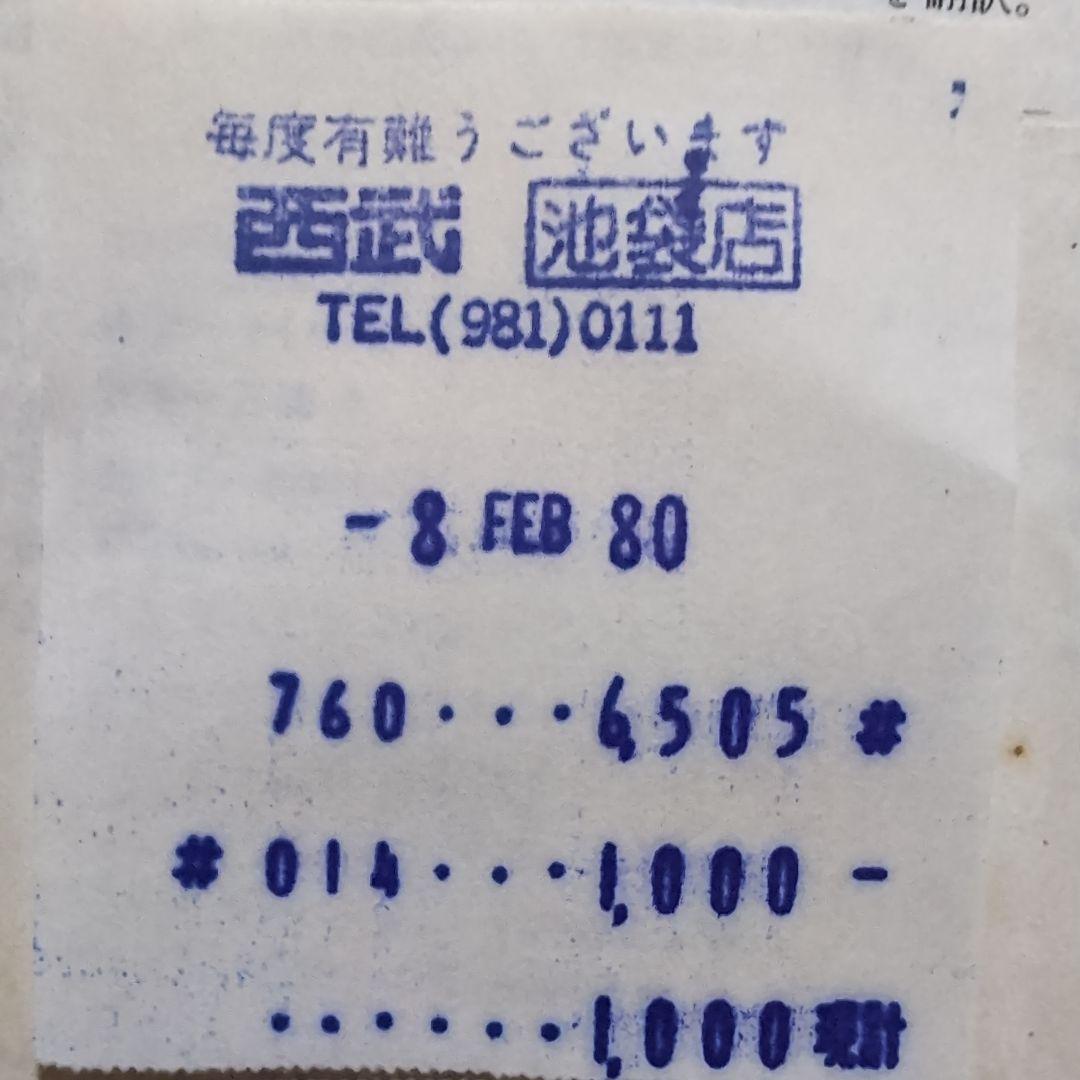 毎度有難うございます
西武 池袋店
TEL(981)0111
-8 FEB 80
760···6,505 #
# 014···1,000 -
······1,000 現計